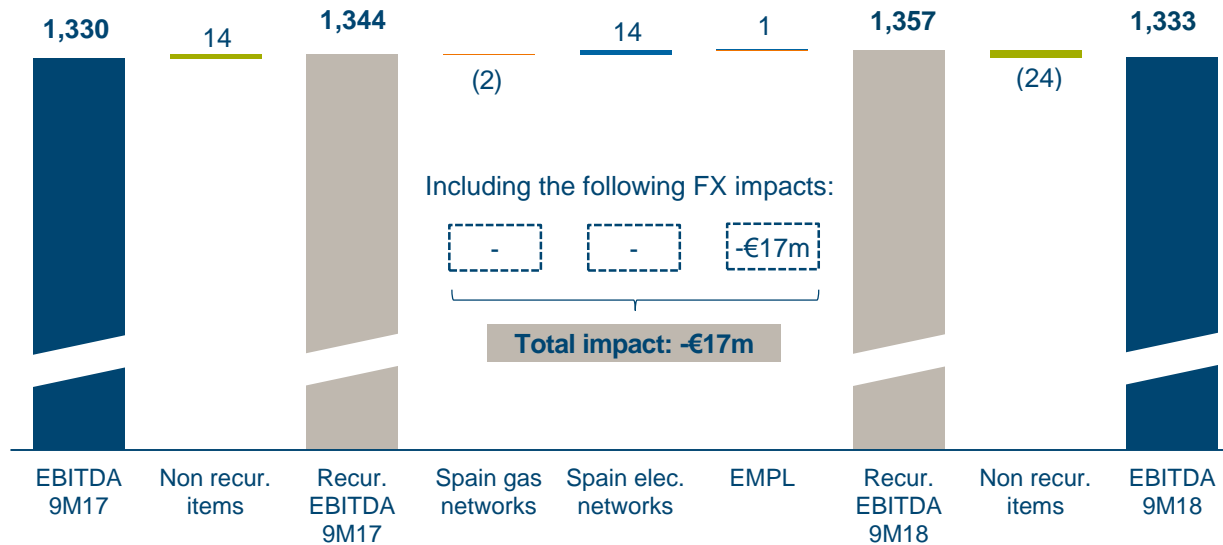 1,330
14
1,344
(2)
14
1
1,357
(24)
1,333
Including the following FX impacts:
-
-
-€17m
Total impact: -€17m
EBITDA
9M17
Non recur.
items
Recur.
EBITDA
9M17
Spain gas
networks
Spain elec.
networks
EMPL
Recur.
EBITDA
9M18
Non recur.
items
EBITDA
9M18